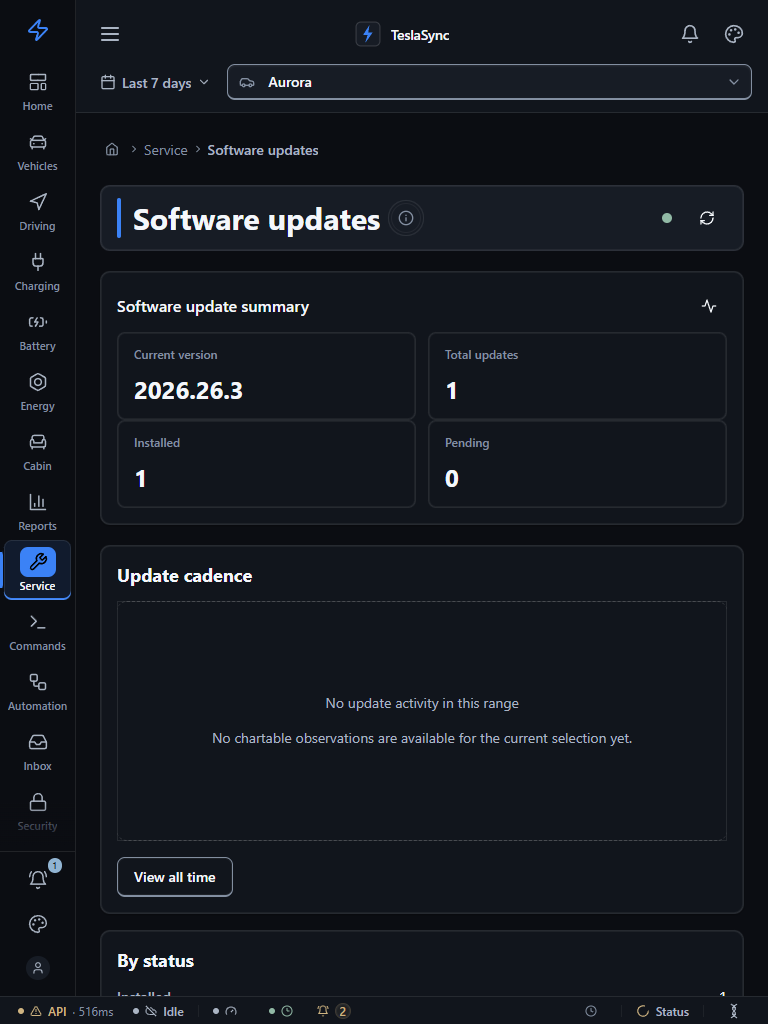 TeslaSync
Last 7 days
Aurora
Home
Vehicles
Driving
Charging
Battery
Energy
Cabin
Reports
Service
Commands
Automation
Inbox
Security
1
Service
Software updates
Software updates
Software update summary
Current version
2026.26.3
Total updates
1
Installed
1
Pending
0
Update cadence
No update activity in this range
No chartable observations are available for the current selection yet.
View all time
By status
Installed 1
API · 516ms
Idle
2
Status